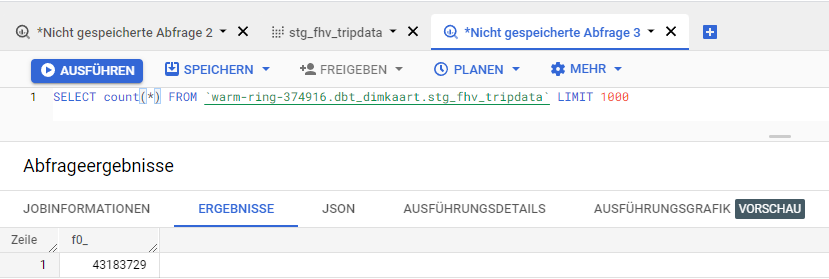 *Nicht gespeicherte Abfrage 2 stg_fhv_tripdata *Nicht gespeicherte Abfrage 3
AUSFÜHREN SPEICHERN FREIGEBEN PLANEN MEHR
1 SELECT count(*) FROM `warm-ring-374916.dbt_dimkaart.stg_fhv_tripdata` LIMIT 1000
Abfrageergebnisse
JOBINFORMATIONEN ERGEBNISSE JSON AUSFÜHRUNGSDETAILS AUSFÜHRUNGSGRAFIK VORSCHAU
Zeile f0_
1 43183729